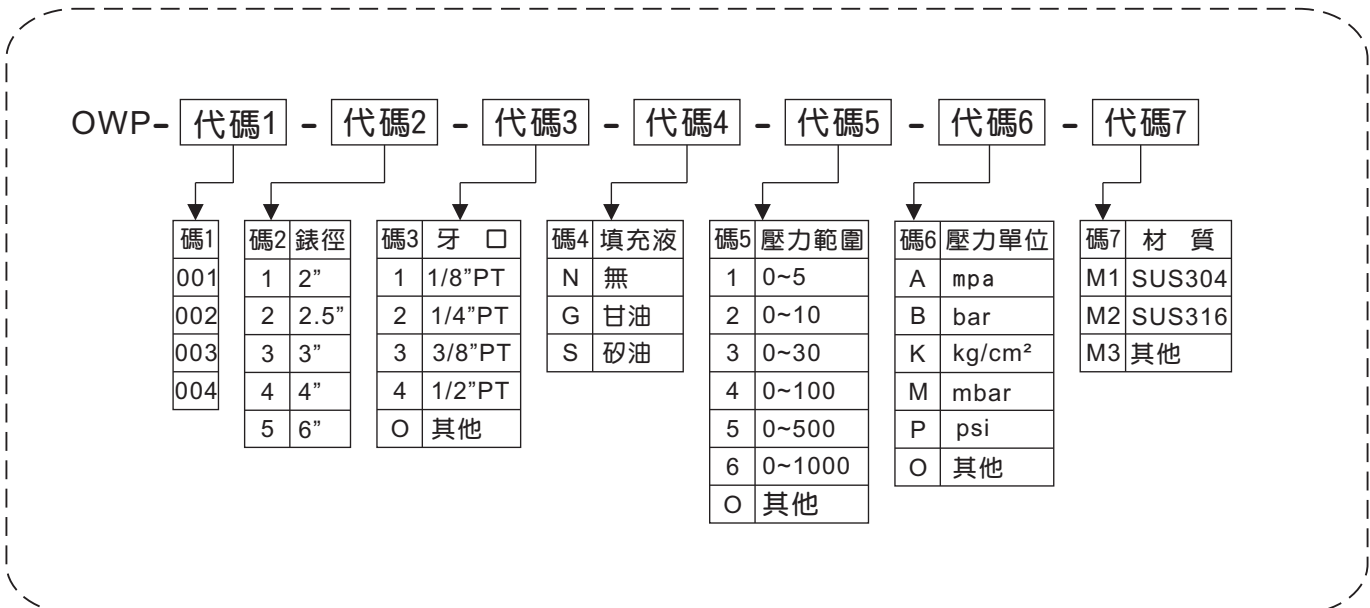 OWP- 代碼1 - 代碼2 - 代碼3 - 代碼4 - 代碼5 - 代碼6 - 代碼7
碼1
001
002
003
004
碼2 錶徑
1 2”
2 2.5”
3 3”
4 4”
5 6”
碼3 牙 口
1 1/8”PT
2 1/4”PT
3 3/8”PT
4 1/2”PT
O 其他
碼4 填充液
N 無
G 甘油
S 矽油
碼5 壓力範圍
1 0~5
2 0~10
3 0~30
4 0~100
5 0~500
6 0~1000
O 其他
碼6 壓力單位
A mpa
B bar
K kg/cm²
M mbar
P psi
O 其他
碼7 材 質
M1 SUS304
M2 SUS316
M3 其他